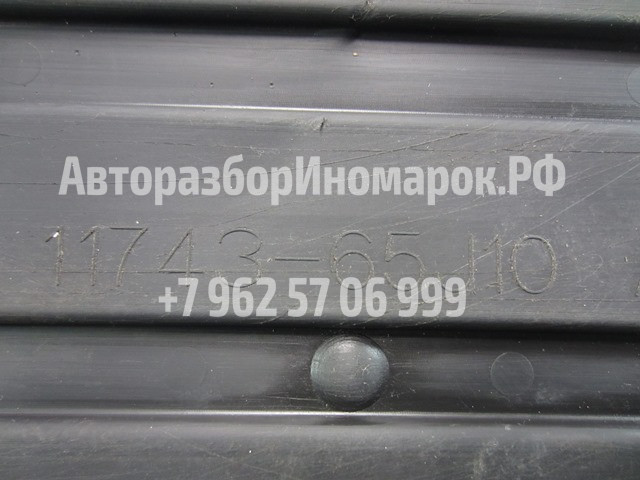 АвторазборИномарок.РФ
11743-65J10
+7 962 57 06 999